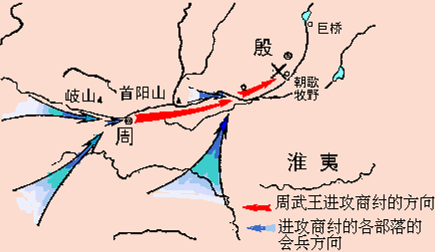 巨桥
殷
朝歌
牧野
岐山
首阳山
周
淮夷
周武王进攻商纣的方向
进攻商纣的各部落的
会兵方向